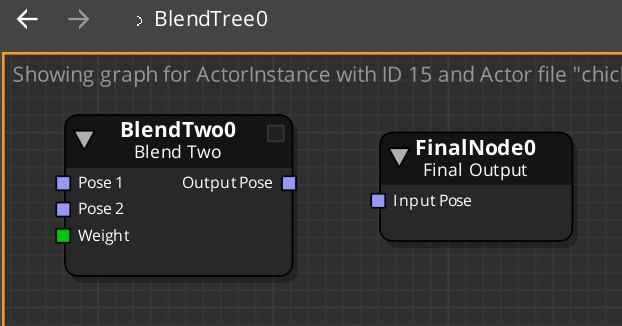 BlendTree0
Showing graph for ActorInstance with ID 15 and Actor file "chic
BlendTwo0
Blend Two
Pose 1
Output Pose
Pose 2
Weight
FinalNode0
Final Output
Input Pose